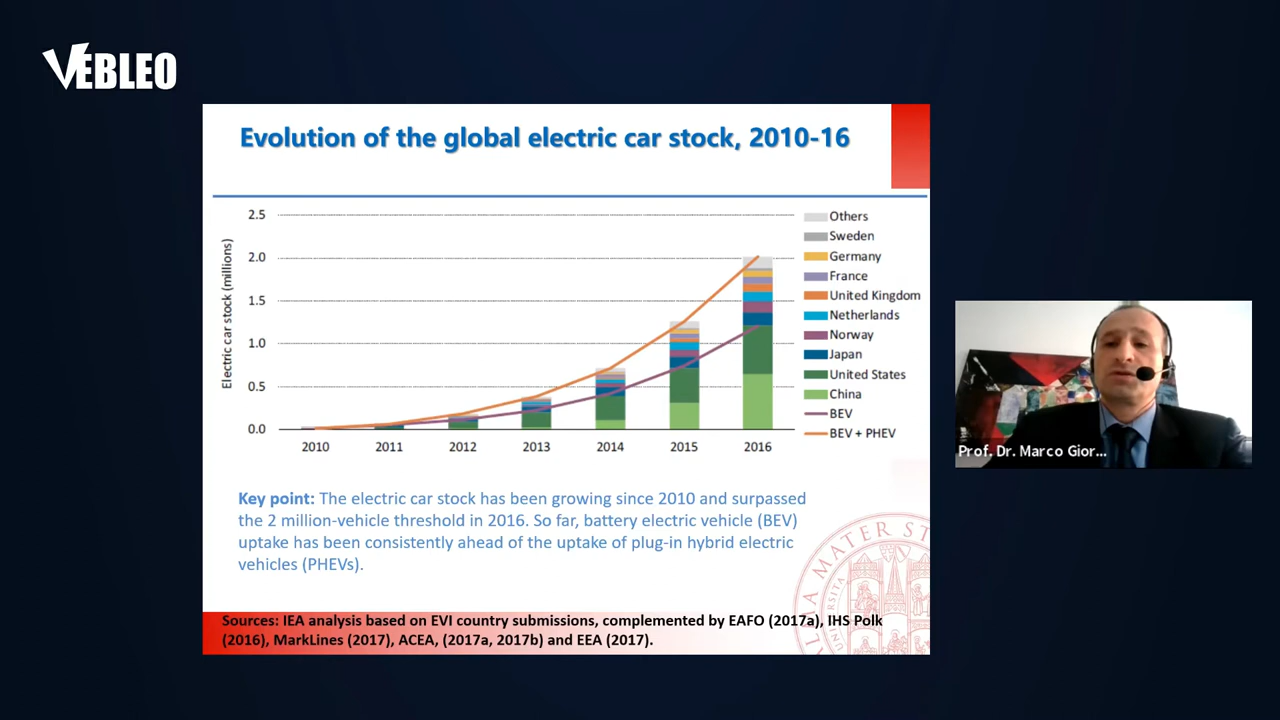 VEBLEO
Evolution of the global electric car stock, 2010-16
Electric car stock (millions)
2.5
2.0
1.5
1.0
0.5
0.0
2010
2011
2012
2013
2014
2015
2016
Others
Sweden
Germany
France
United Kingdom
Netherlands
Norway
Japan
United States
China
BEV
BEV + PHEV
Key point: The electric car stock has been growing since 2010 and surpassed
the 2 million-vehicle threshold in 2016. So far, battery electric vehicle (BEV)
uptake has been consistently ahead of the uptake of plug-in hybrid electric
vehicles (PHEVs).
MATER ST
Sources: IEA analysis based on EVI country submissions, complemented by EAFO (2017a), IHS Polk
(2016), MarkLines (2017), ACEA, (2017a, 2017b) and EEA (2017).
Prof. Dr. Marco Gior...